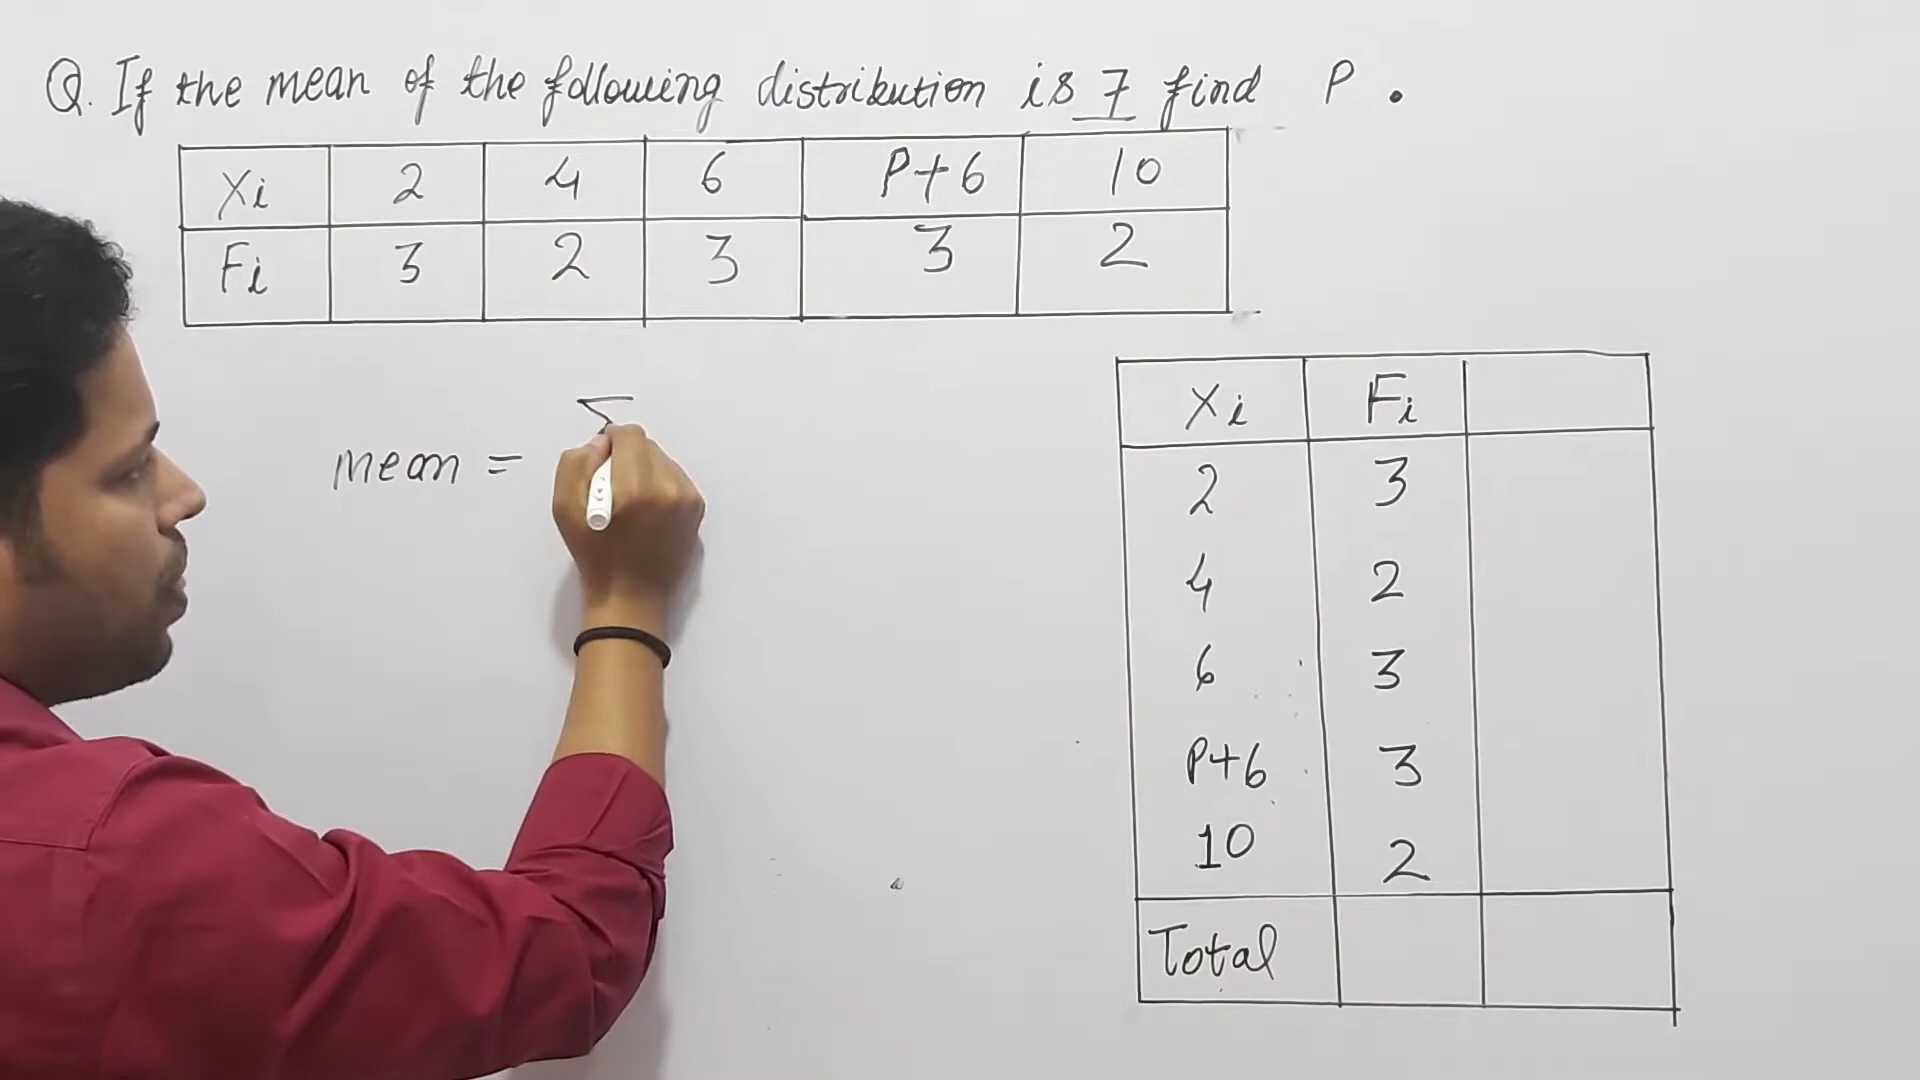 Q. If the mean of the following distribution is 7 find P .
Xi 2 4 6 P+6 10
Fi 3 2 3 3 2
mean = Σ
Xi Fi
2 3
4 2
6 3
P+6 3
10 2
Total